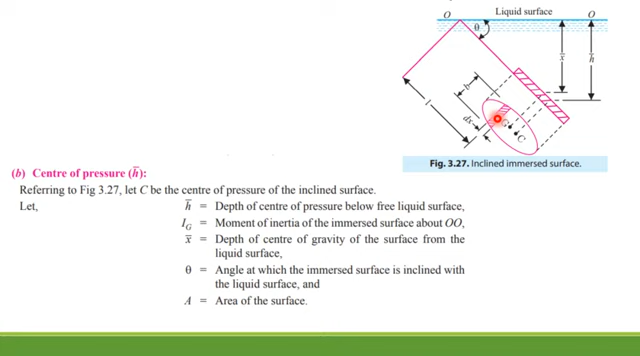 O Liquid surface O
θ
x̄
h̄
b
l
dx
G
C
Fig. 3.27. Inclined immersed surface.
(b) Centre of pressure (h̄):
Referring to Fig 3.27, let C be the centre of pressure of the inclined surface.
Let, h̄ = Depth of centre of pressure below free liquid surface,
I_G = Moment of inertia of the immersed surface about OO,
x̄ = Depth of centre of gravity of the surface from the
liquid surface,
θ = Angle at which the immersed surface is inclined with
the liquid surface, and
A = Area of the surface.